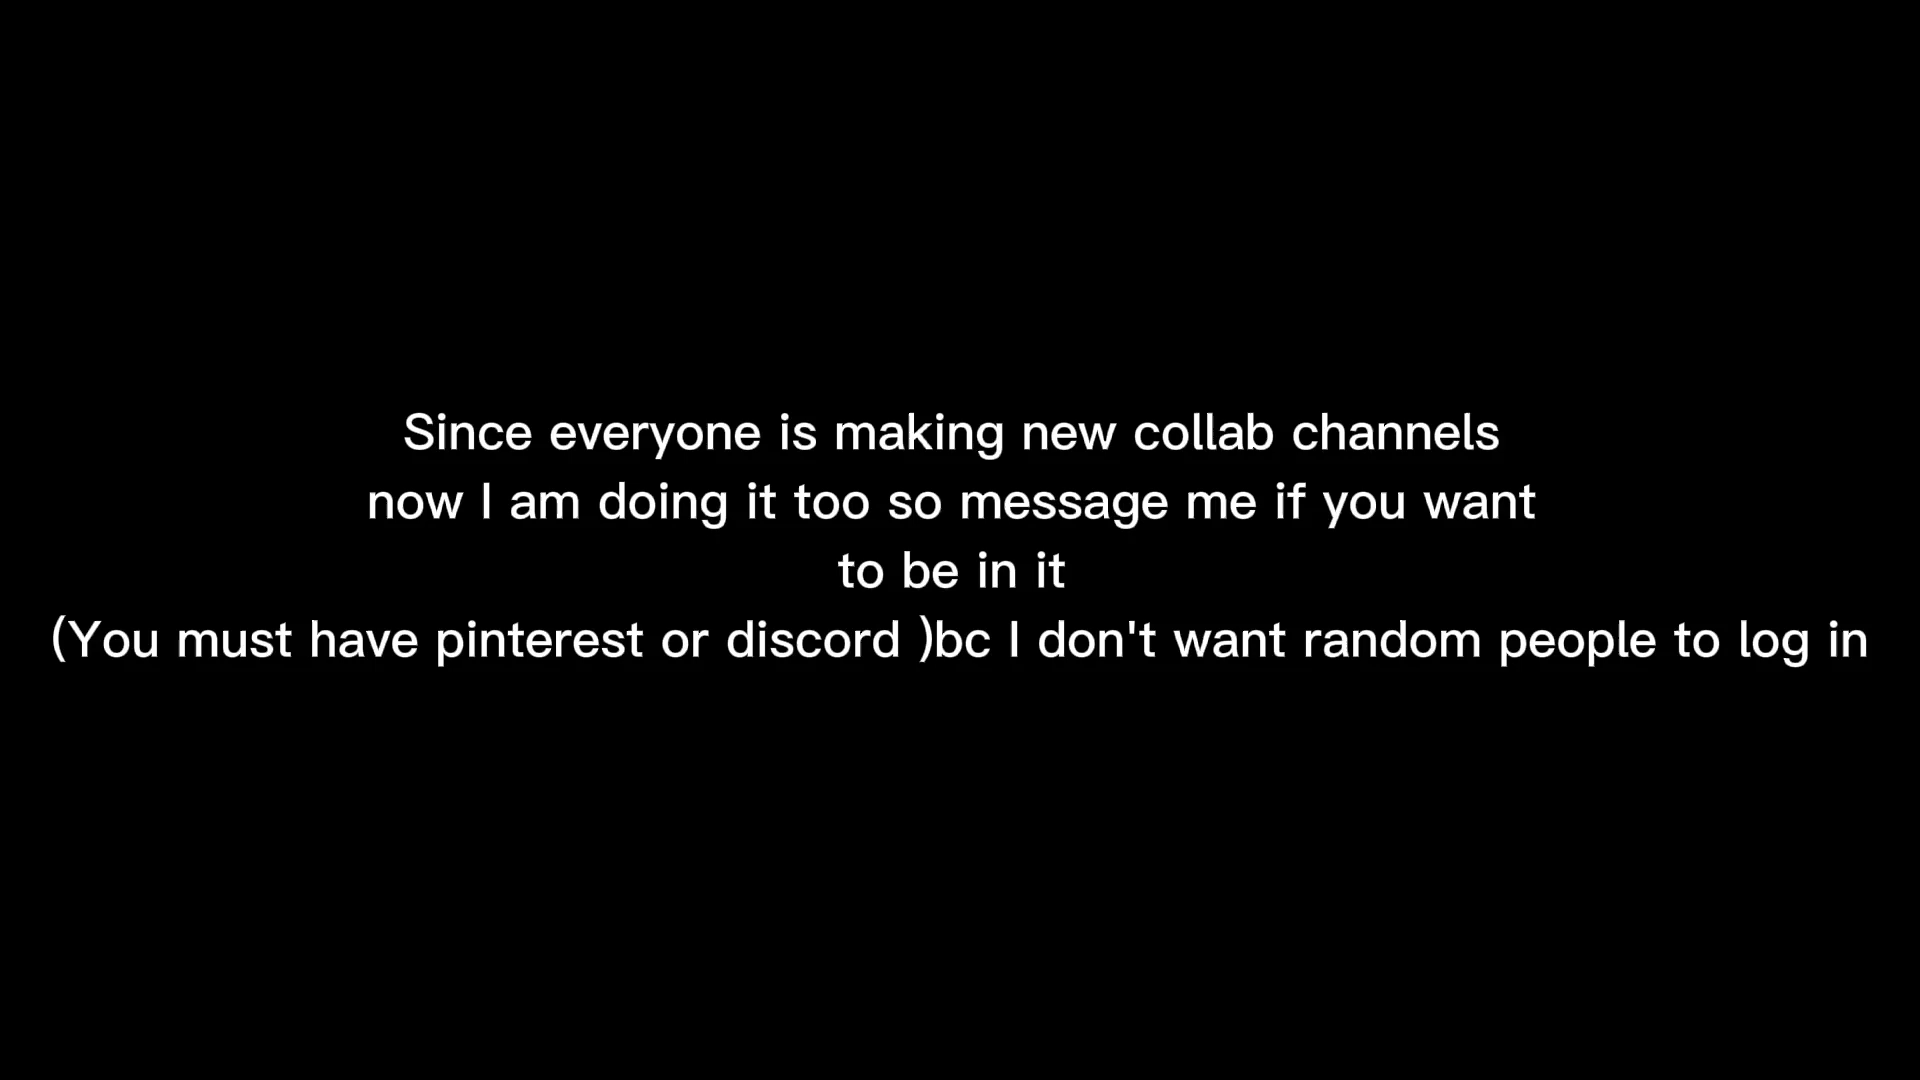 Since everyone is making new collab channels
now I am doing it too so message me if you want
to be in it
(You must have pinterest or discord )bc I don't want random people to log in